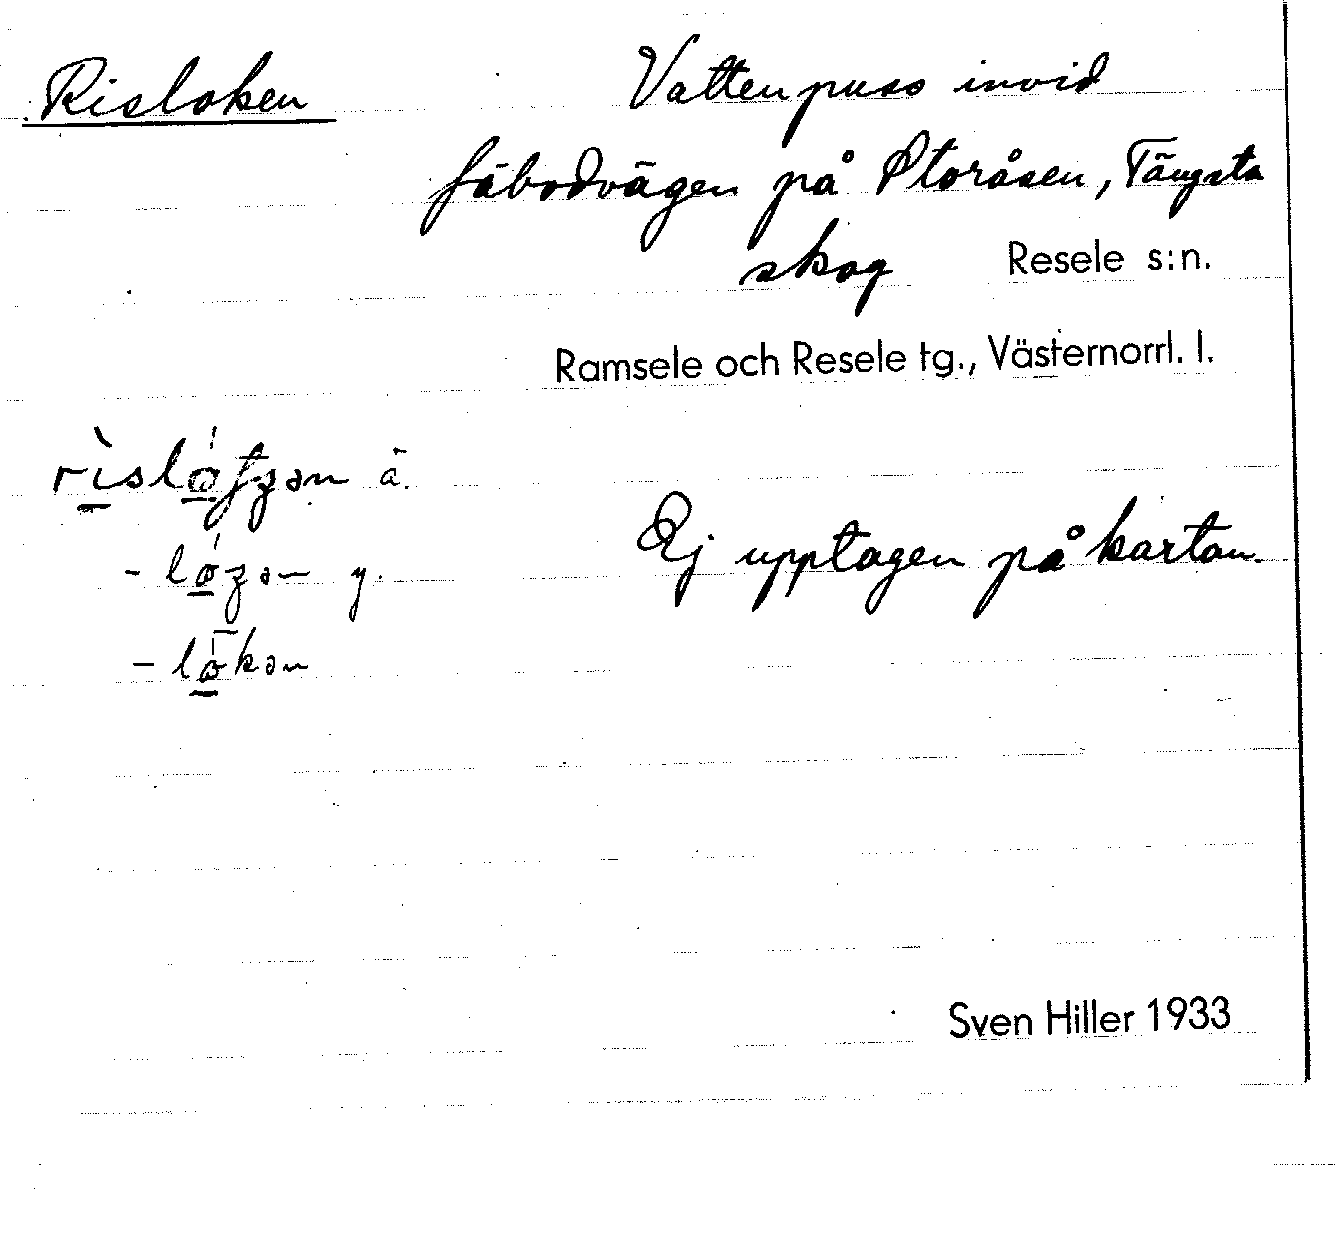 Risloken
Vattenpuss invid
fäbodvägen på Storåsen, Tängsta
skog Resele s:n.
Ramsele och Resele tg., Västernorrl. l.
ä.
y.
Ej upptagen på kartan.
Sven Hiller 1933